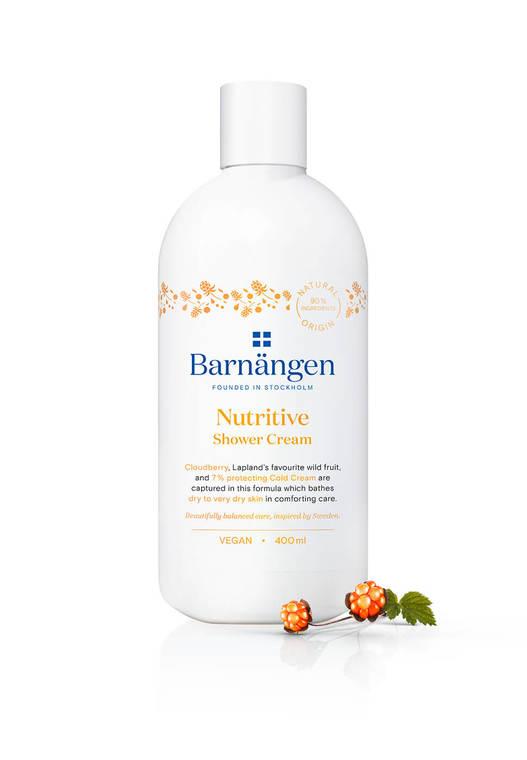 NATURAL
90%
INGREDIENTS
ORIGIN
Barnängen
FOUNDED IN STOCKHOLM
Nutritive
Shower Cream
Cloudberry, Lapland's favourite wild fruit,
and 7% protecting Cold Cream are
captured in this formula which bathes
dry to very dry skin in comforting care.
Beautifully balanced care, inspired by Sweden.
VEGAN • 400ml